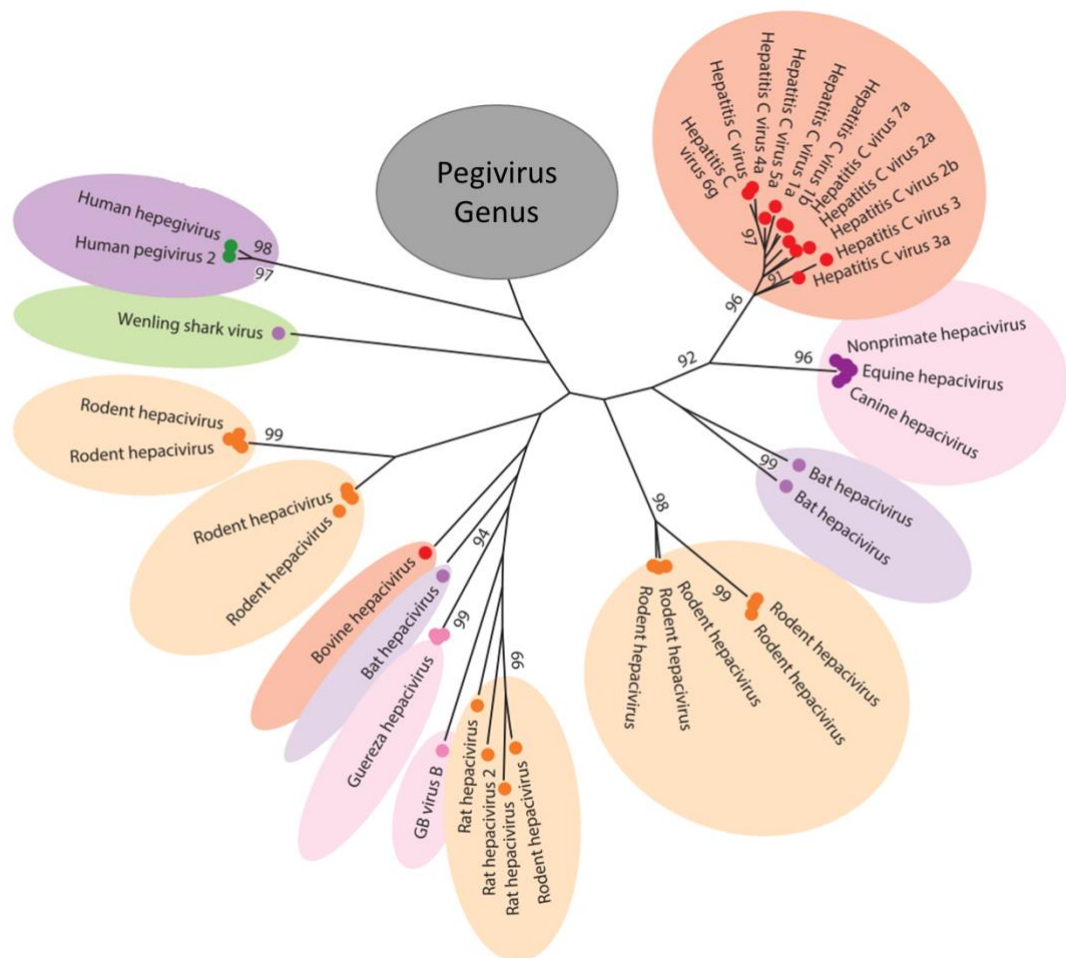 Pegivirus
Genus
Human hepegivirus
Human pegivirus 2
98
97
Wenling shark virus
Rodent hepacivirus
Rodent hepacivirus
99
Rodent hepacivirus
Rodent hepacivirus
Bovine hepacivirus
Bat hepacivirus
94
Guereza hepacivirus
99
GB virus B
Rat hepacivirus
Rat hepacivirus 2
Rat hepacivirus
Rodent hepacivirus
99
Rodent hepacivirus
Rodent hepacivirus
Rodent hepacivirus
98
99
Rodent hepacivirus
Rodent hepacivirus
Bat hepacivirus
Bat hepacivirus
99
Nonprimate hepacivirus
Equine hepacivirus
Canine hepacivirus
96
92
96
Hepatitis C
virus 6g
Hepatitis C virus
Hepatitis C virus 4a
Hepatitis C virus 5a
Hepatitis C virus 1a
Hepatitis C virus 1b
Hepatitis C virus 7a
Hepatitis C virus 2a
Hepatitis C virus 2b
Hepatitis C virus 3
Hepatitis C virus 3a
97
91